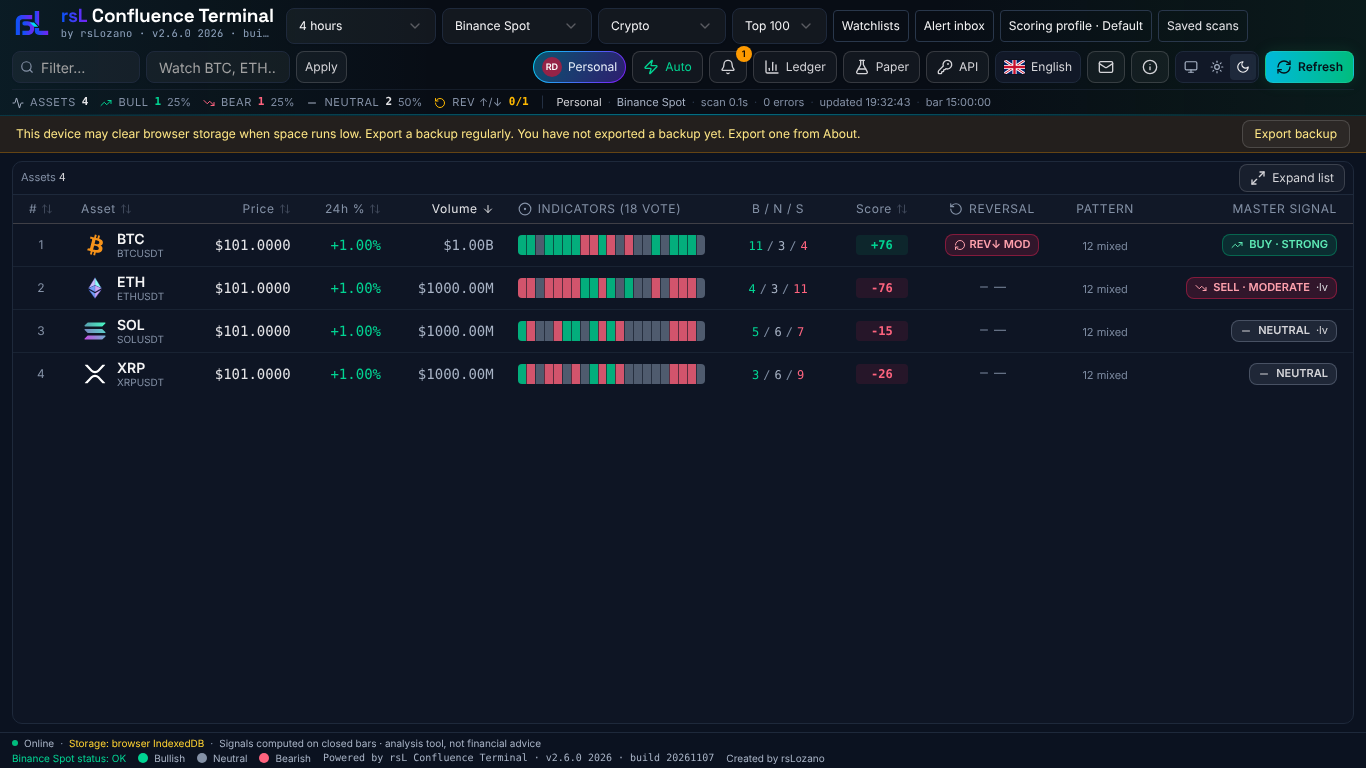 rsL Confluence Terminal
by rsLozano · v2.6.0 2026 · bui…
4 hours
Binance Spot
Crypto
Top 100
Watchlists
Alert inbox
Scoring profile · Default
Saved scans
Filter...
Watch BTC, ETH..
Apply
RD Personal
Auto
1
Ledger
Paper
API
English
Refresh
ASSETS 4 BULL 1 25% BEAR 1 25% NEUTRAL 2 50% REV ↑/↓ 0/1 Personal · Binance Spot · scan 0.1s · 0 errors · updated 19:32:43 · bar 15:00:00
This device may clear browser storage when space runs low. Export a backup regularly. You have not exported a backup yet. Export one from About.
Export backup
Assets 4
Expand list
# Asset Price 24h % Volume ↓ INDICATORS (18 VOTE) B / N / S Score REVERSAL PATTERN MASTER SIGNAL
1 BTC $101.0000 +1.00% $1.00B 11 / 3 / 4 +76 REV↓ MOD 12 mixed BUY · STRONG
BTCUSDT
2 ETH $101.0000 +1.00% $1000.00M 4 / 3 / 11 -76 — — 12 mixed SELL · MODERATE ·lv
ETHUSDT
3 SOL $101.0000 +1.00% $1000.00M 5 / 6 / 7 -15 — — 12 mixed — NEUTRAL ·lv
SOLUSDT
4 XRP $101.0000 +1.00% $1000.00M 3 / 6 / 9 -26 — — 12 mixed — NEUTRAL
XRPUSDT
Online · Storage: browser IndexedDB · Signals computed on closed bars · analysis tool, not financial advice
Binance Spot status: OK Bullish Neutral Bearish Powered by rsL Confluence Terminal · v2.6.0 2026 · build 20261107 Created by rsLozano